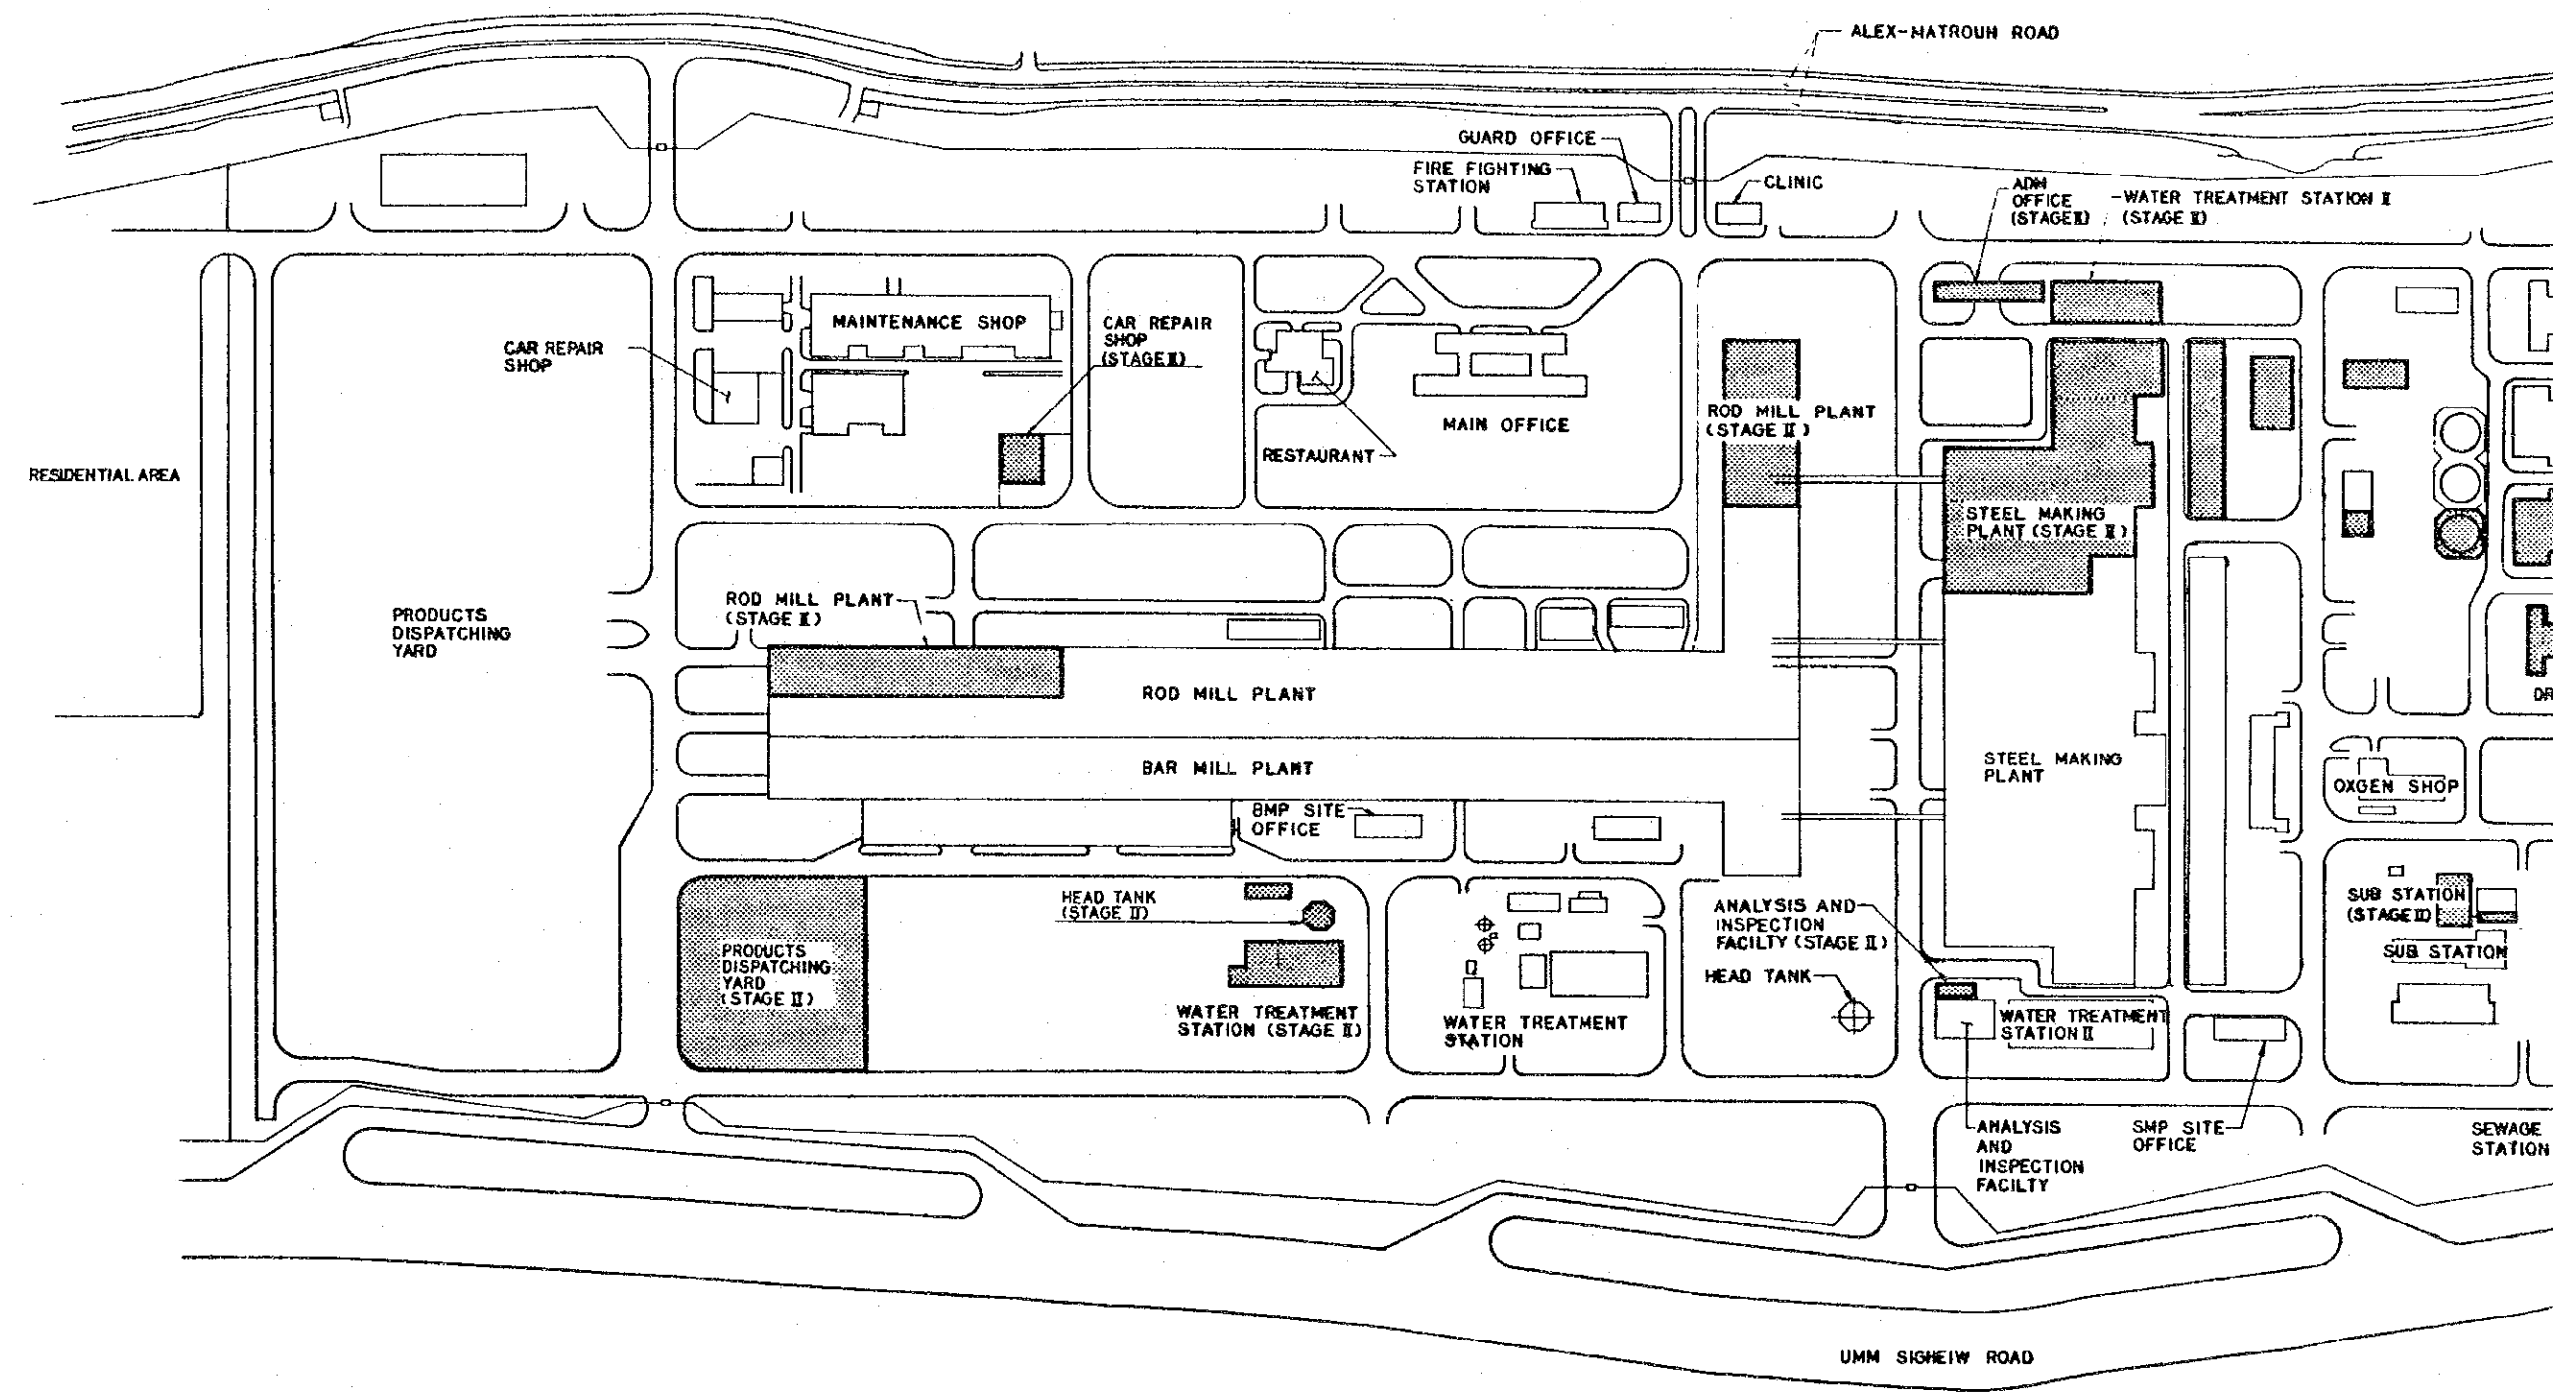 ALEX-MATROUH ROAD
GUARD OFFICE
FIRE FIGHTING
STATION
CLINIC
ADM
OFFICE
(STAGE II)
-WATER TREATMENT STATION II
(STAGE II)
MAINTENANCE SHOP
CAR REPAIR
SHOP
(STAGE II)
CAR REPAIR
SHOP
MAIN OFFICE
RESTAURANT
ROD MILL PLANT
(STAGE II)
RESIDENTIAL AREA
STEEL MAKING
PLANT (STAGE II)
ROD MILL PLANT
(STAGE II)
PRODUCTS
DISPATCHING
YARD
ROD MILL PLANT
DR
BAR MILL PLANT
STEEL MAKING
PLANT
OXGEN SHOP
BMP SITE
OFFICE
HEAD TANK
(STAGE II)
ANALYSIS AND
INSPECTION
FACILTY (STAGE II)
SUB STATION
(STAGE II)
SUB STATION
PRODUCTS
DISPATCHING
YARD
(STAGE II)
HEAD TANK
WATER TREATMENT
STATION (STAGE II)
WATER TREATMENT
STATION
WATER TREATMENT
STATION II
ANALYSIS
AND
INSPECTION
FACILTY
SMP SITE
OFFICE
SEWAGE
STATION
UMM SIGHEIW ROAD